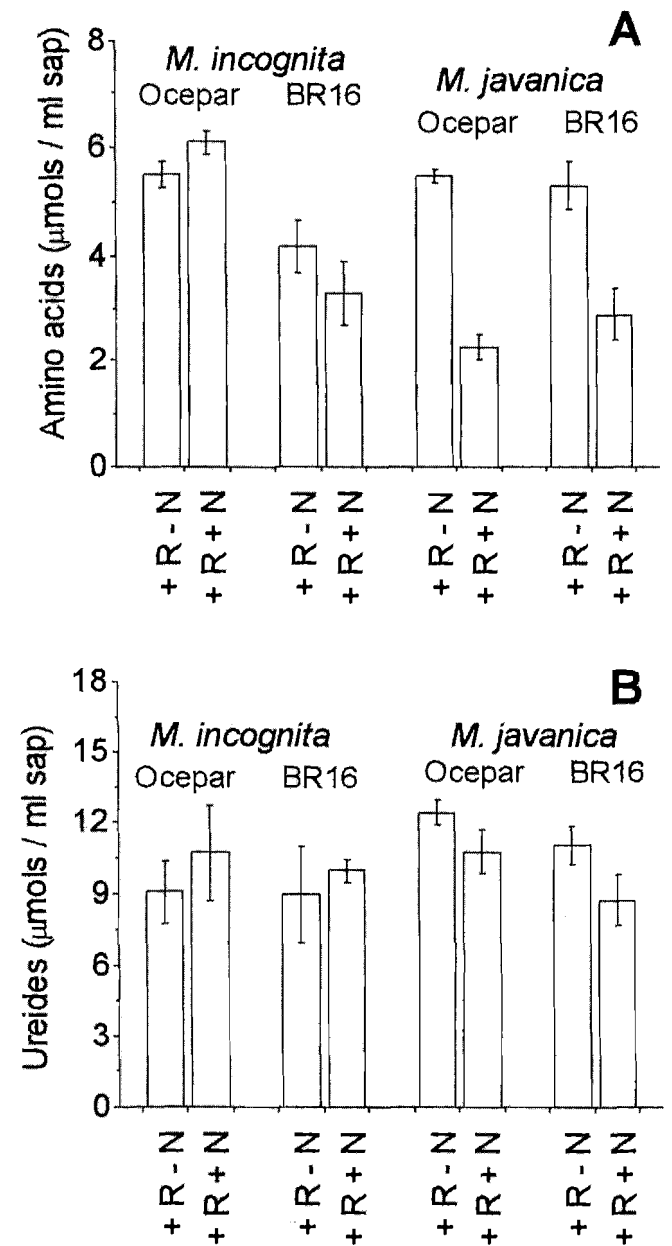 A
8
M. incognita
M. javanica
Ocepar BR16
Ocepar BR16
6
4
2
0
Amino acids (μmols / ml sap)
+ R - N
+ R + N
+ R - N
+ R + N
+ R - N
+ R + N
+ R - N
+ R + N
B
18
15
M. incognita
M. javanica
Ocepar BR16
Ocepar BR16
12
9
6
3
0
Ureides (μmols / ml sap)
+ R - N
+ R + N
+ R - N
+ R + N
+ R - N
+ R + N
+ R - N
+ R + N